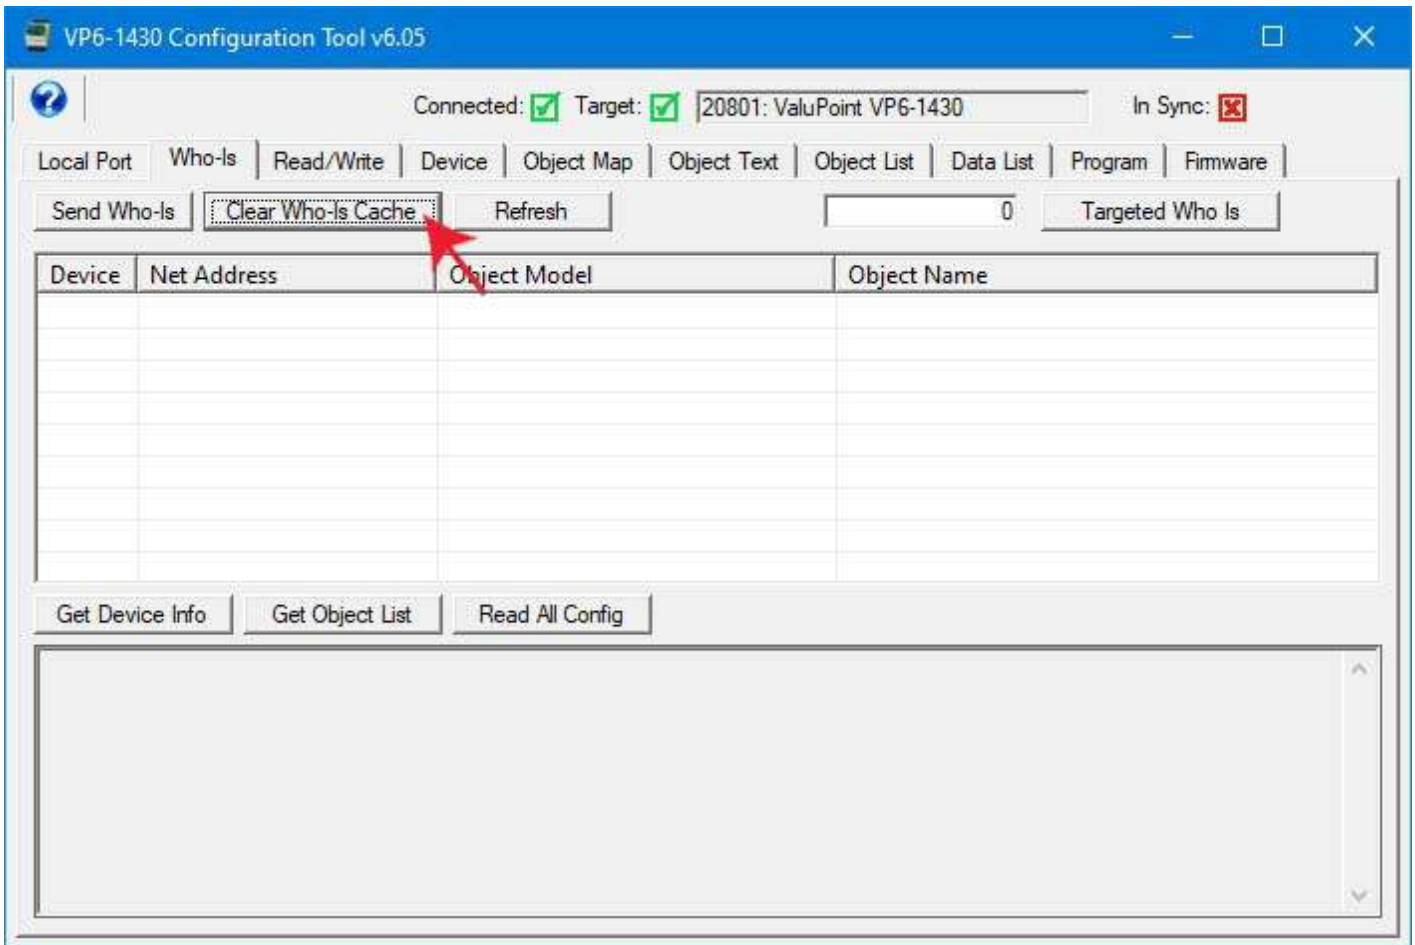 VP6-1430 Configuration Tool v6.05
Connected: Target: 20801: ValuPoint VP6-1430 In Sync:
Local Port Who-Is Read/Write Device Object Map Object Text Object List Data List Program Firmware
Send Who-Is Clear Who-Is Cache Refresh 0 Targeted Who Is
Device Net Address Object Model Object Name
Get Device Info Get Object List Read All Config